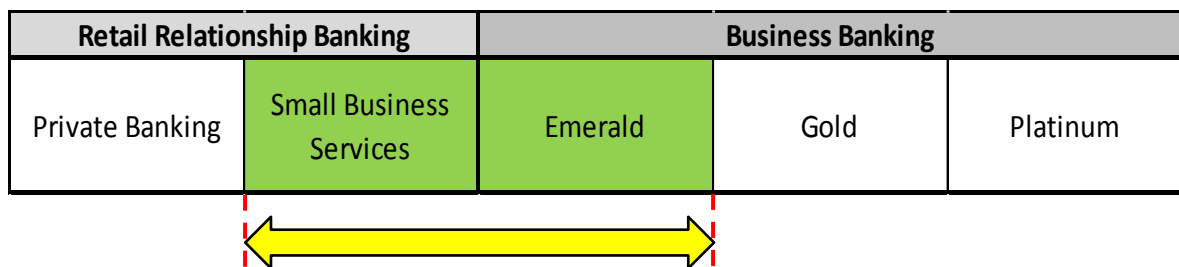 Retail Relationship Banking
Business Banking
Private Banking
Small Business
Services
Emerald
Gold
Platinum